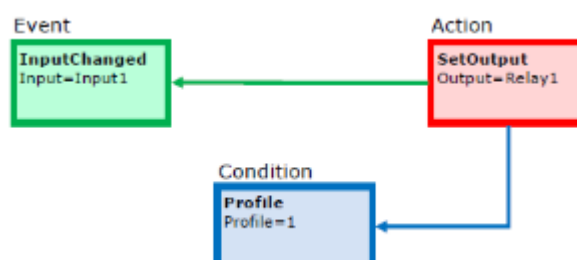 Event
Action
InputChanged
Input=Input1
SetOutput
Output=Relay1
Condition
Profile
Profile=1